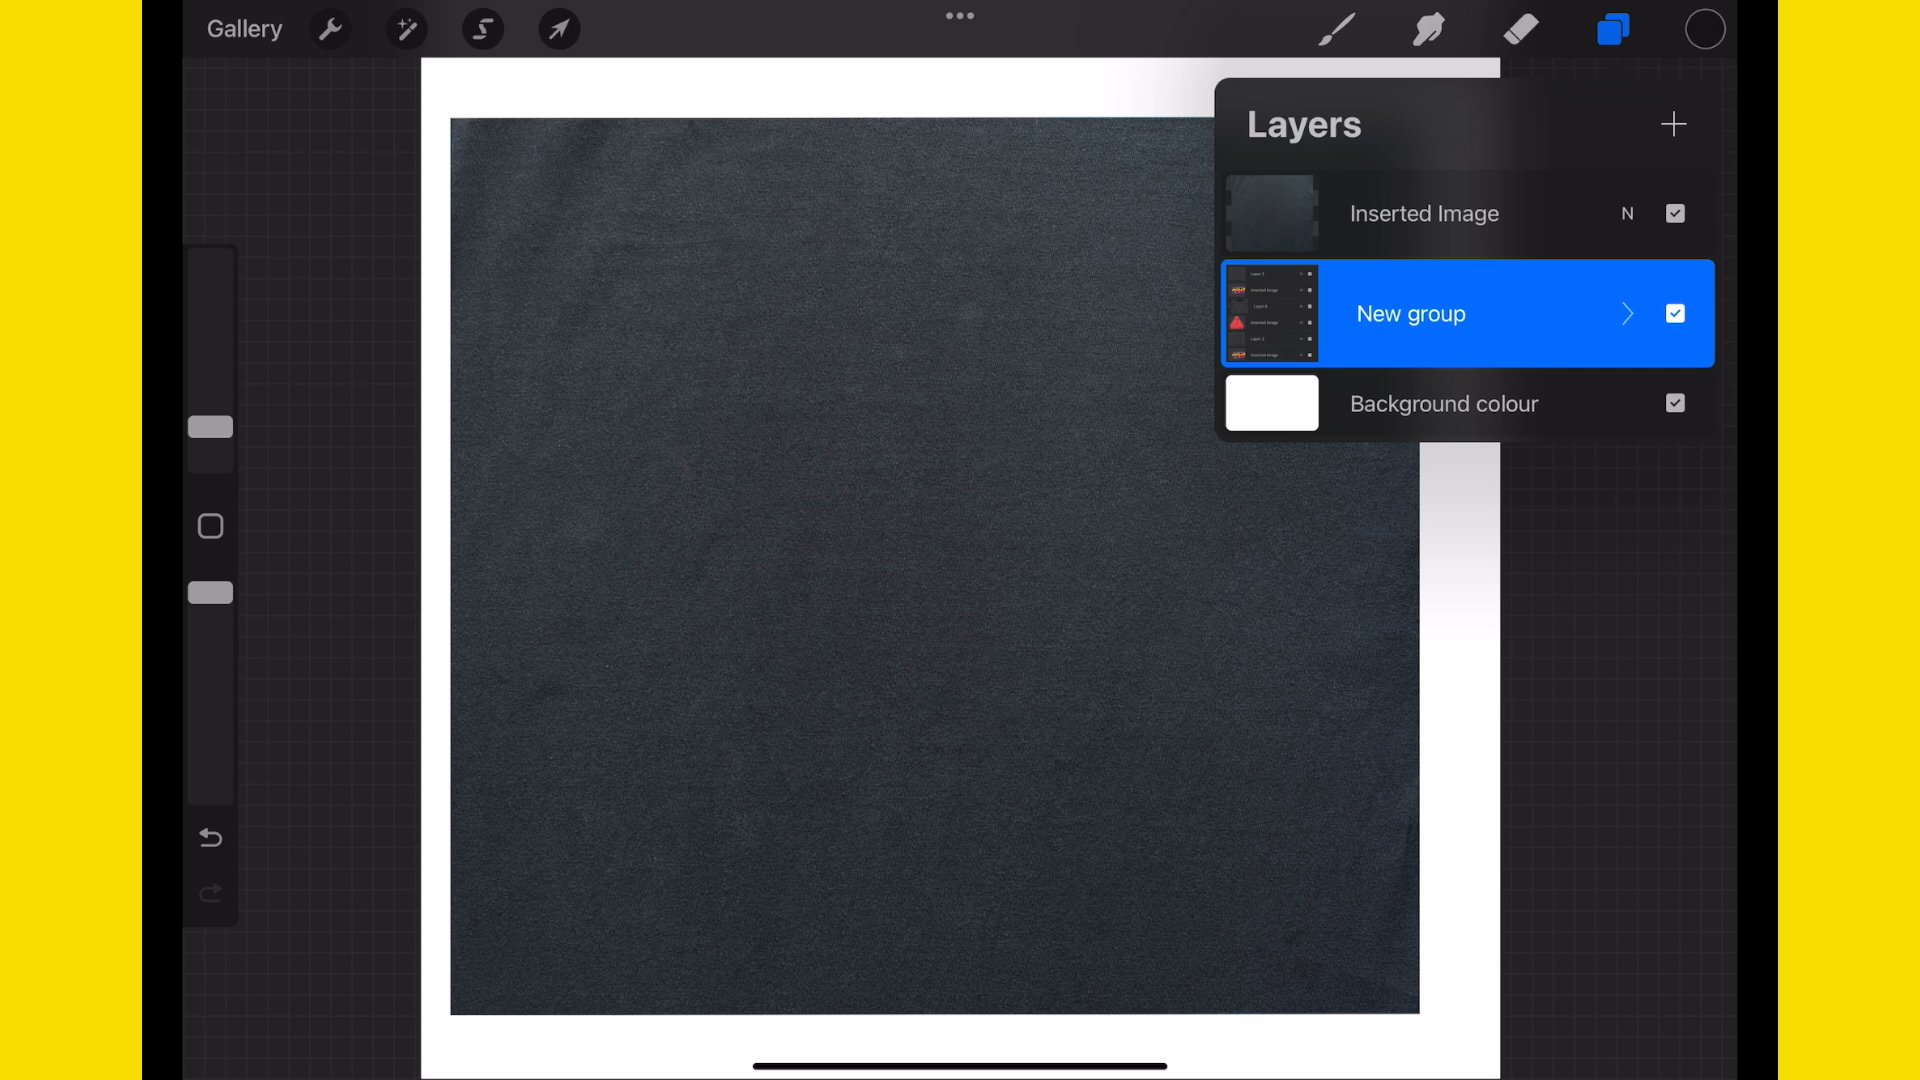 Gallery
Layers
Inserted Image N
New group
Background colour